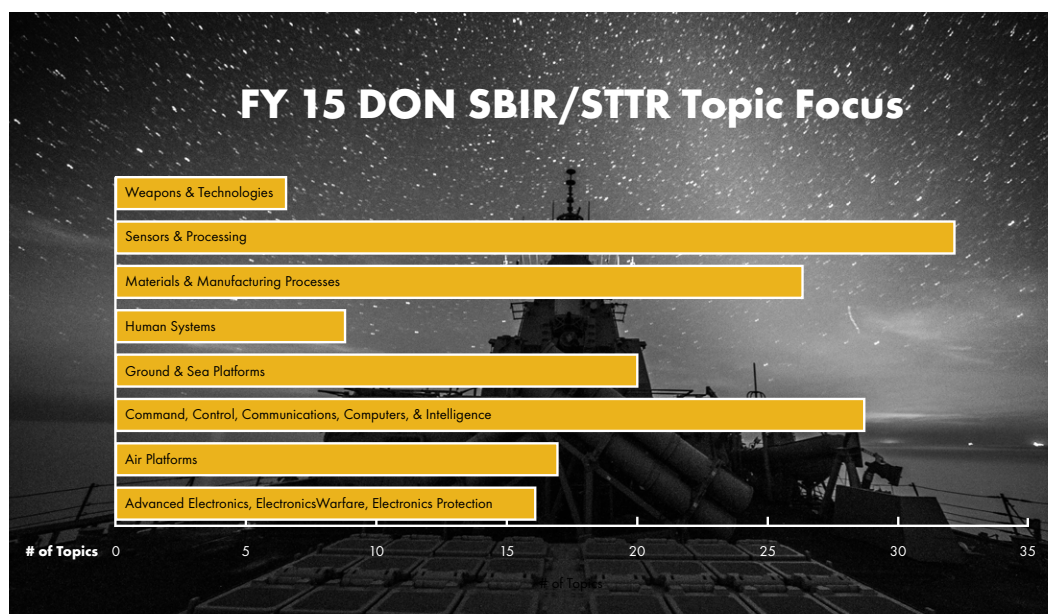 FY 15 DON SBIR/STTR Topic Focus
Weapons & Technologies
Sensors & Processing
Materials & Manufacturing Processes
Human Systems
Ground & Sea Platforms
Command, Control, Communications, Computers, & Intelligence
Air Platforms
Advanced Electronics, ElectronicsWarfare, Electronics Protection
# of Topics 0 5 10 15 20 25 30 35
# of Topics